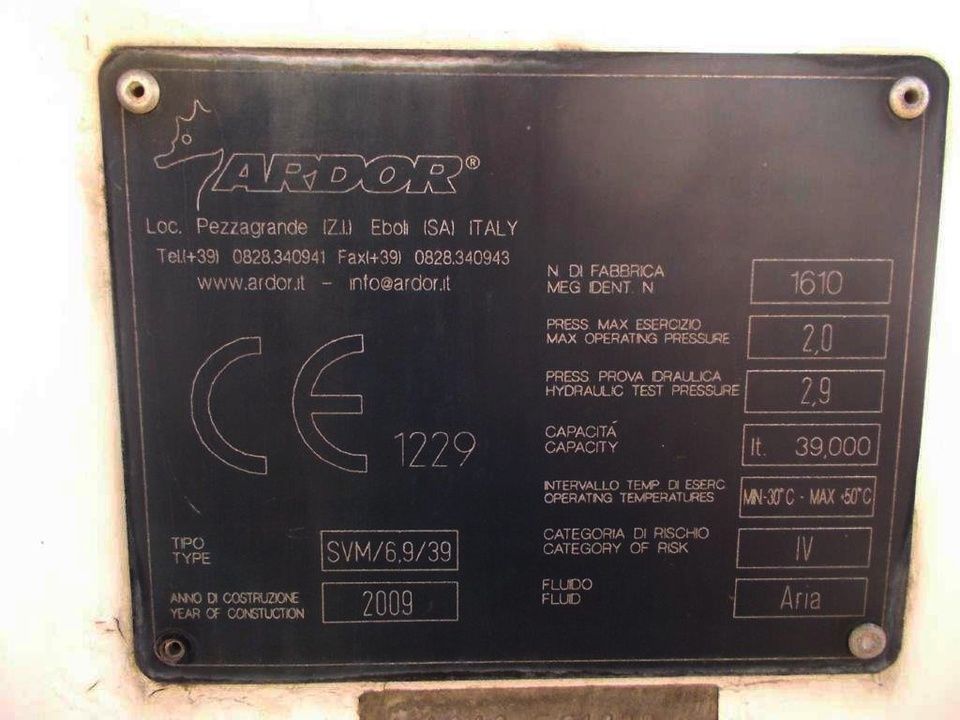 ARDOR®
Loc. Pezzagrande (Z.I.) Eboli (SA) ITALY
Tel.(+39) 0828.340941 Fax(+39) 0828.340943
www.ardor.it - info@ardor.it
CE 1229
TIPO
TYPE
SVM/6,9/39
ANNO DI COSTRUZIONE
YEAR OF CONSTUCTION
2009
N DI FABBRICA
MEG IDENT. N
1610
PRESS MAX ESERCIZIO
MAX OPERATING PRESSURE
2,0
PRESS PROVA IDRAULICA
HYDRAULIC TEST PRESSURE
2,9
CAPACITÁ
CAPACITY
lt. 39,000
INTERVALLO TEMP DI ESERC
OPERATING TEMPERATURES
MIN-30°C - MAX +50°C
CATEGORIA DI RISCHIO
CATEGORY OF RISK
IV
FLUIDO
FLUID
Aria